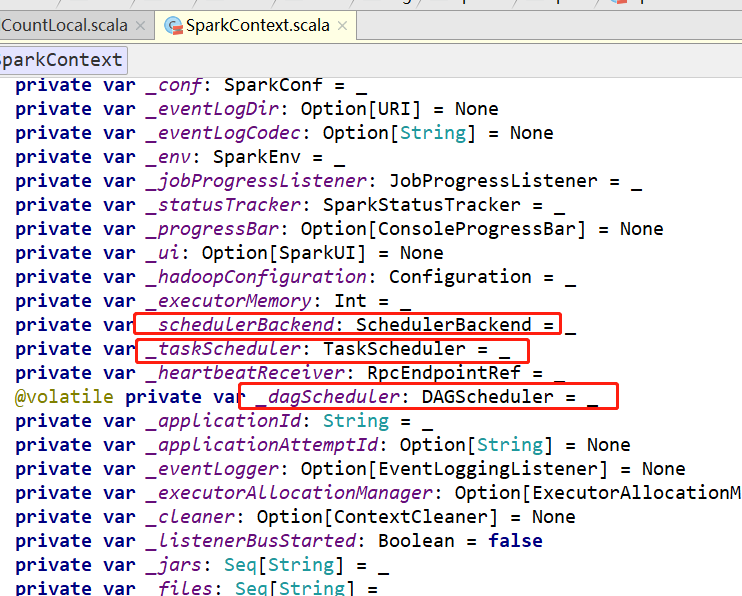 CountLocal.scala × SparkContext.scala ×
SparkContext
private var _conf: SparkConf = _
private var _eventLogDir: Option[URI] = None
private var _eventLogCodec: Option[String] = None
private var _env: SparkEnv = _
private var _jobProgressListener: JobProgressListener = _
private var _statusTracker: SparkStatusTracker = _
private var _progressBar: Option[ConsoleProgressBar] = None
private var _ui: Option[SparkUI] = None
private var _hadoopConfiguration: Configuration = _
private var _executorMemory: Int = _
private var _schedulerBackend: SchedulerBackend = _
private var _taskScheduler: TaskScheduler = _
private var _heartbeatReceiver: RpcEndpointRef = _
@volatile private var _dagScheduler: DAGScheduler = _
private var _applicationId: String = _
private var _applicationAttemptId: Option[String] = None
private var _eventLogger: Option[EventLoggingListener] = None
private var _executorAllocationManager: Option[ExecutorAllocationM
private var _cleaner: Option[ContextCleaner] = None
private var _listenerBusStarted: Boolean = false
private var _jars: Seq[String] = _
private var _files: Seq[String] =